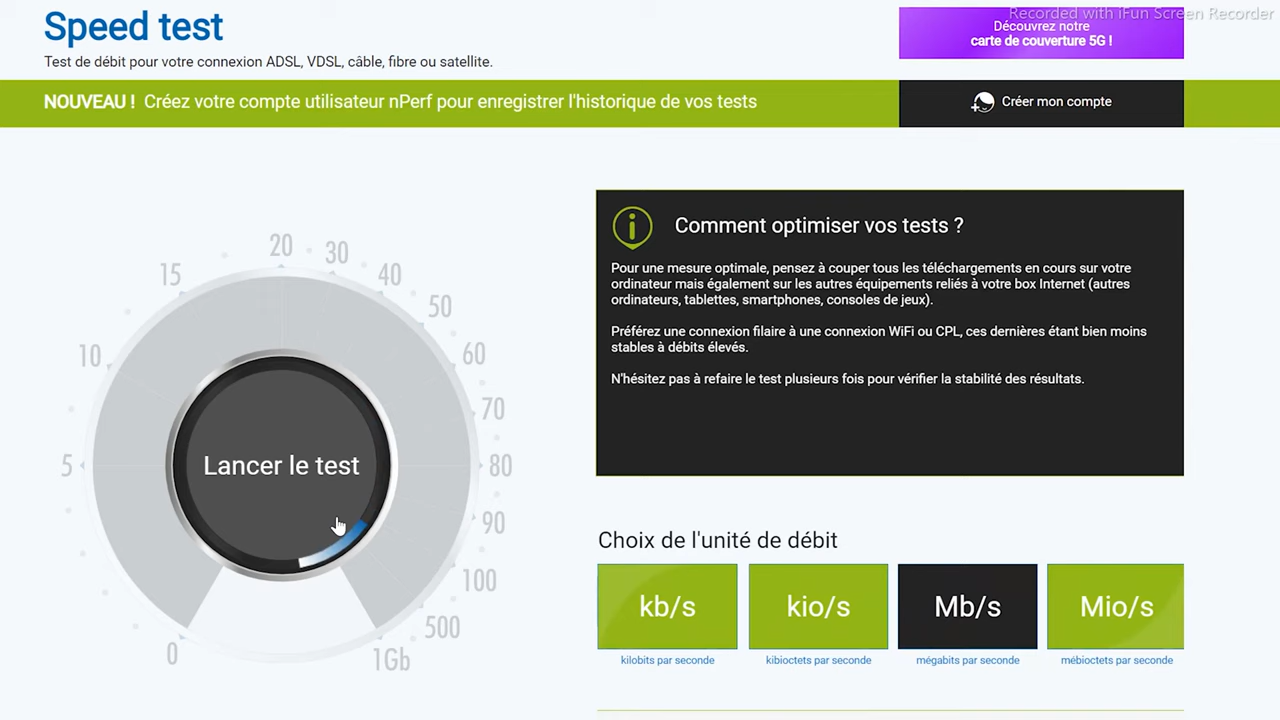 Speed test
Test de débit pour votre connexion ADSL, VDSL, câble, fibre ou satellite.
Recorded with iFun Screen Recorder
Découvrez notre
carte de couverture 5G !
NOUVEAU ! Créez votre compte utilisateur nPerf pour enregistrer l'historique de vos tests
Créer mon compte
Comment optimiser vos tests ?
Pour une mesure optimale, pensez à couper tous les téléchargements en cours sur votre
ordinateur mais également sur les autres équipements reliés à votre box Internet (autres
ordinateurs, tablettes, smartphones, consoles de jeux).
Préférez une connexion filaire à une connexion WiFi ou CPL, ces dernières étant bien moins
stables à débits élevés.
N'hésitez pas à refaire le test plusieurs fois pour vérifier la stabilité des résultats.
0
5
10
15
20
30
40
50
60
70
80
90
100
500
1Gb
Lancer le test
Choix de l'unité de débit
kb/s
kio/s
Mb/s
Mio/s
kilobits par seconde
kibioctets par seconde
mégabits par seconde
mébioctets par seconde